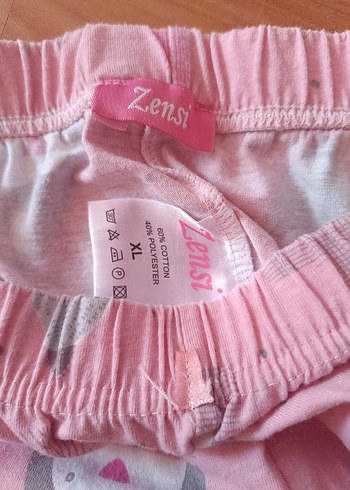 Zensi
Zensi
60% COTTON
40% POLYESTER
XL